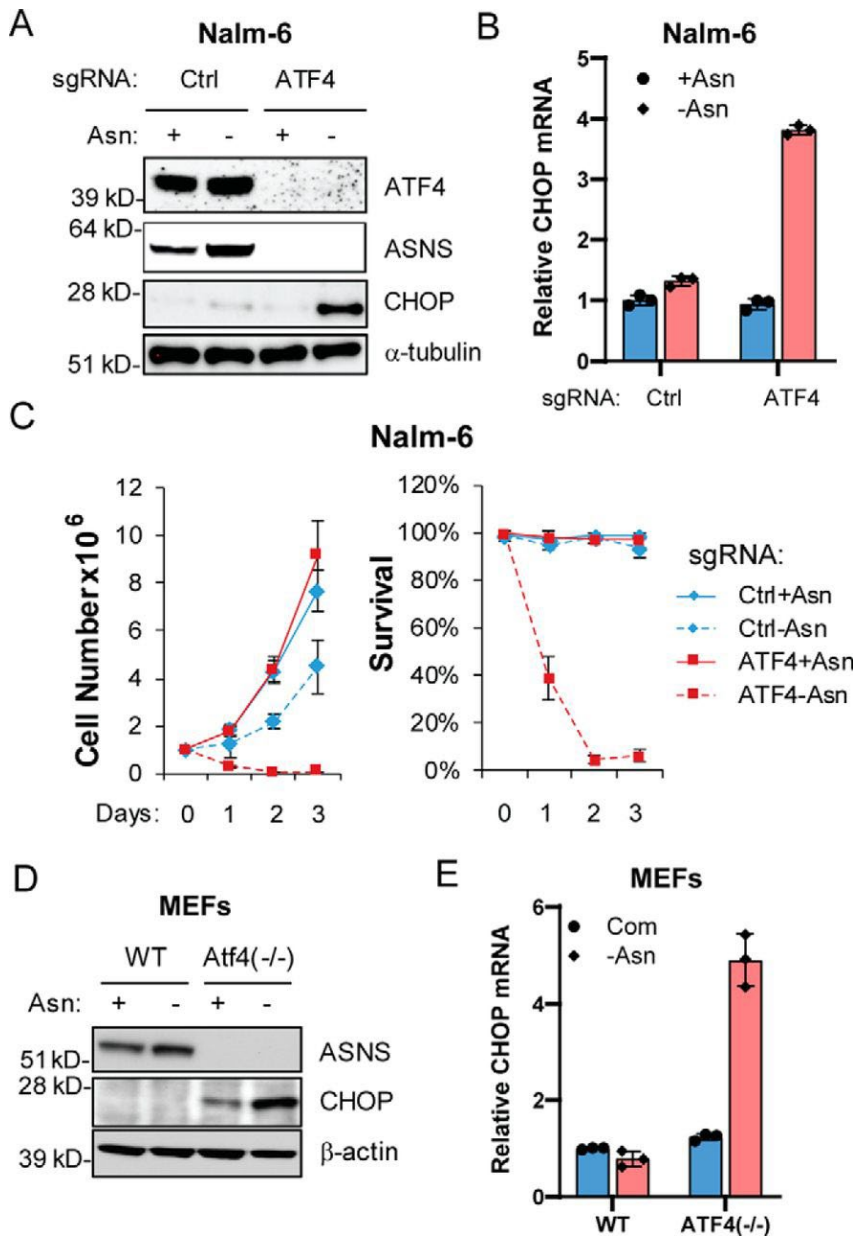 A
Nalm-6
sgRNA: Ctrl ATF4
Asn: + - + -
39 kD- ATF4
64 kD-
ASNS
28 kD-
CHOP
51 kD- α-tubulin
B
Nalm-6
+Asn
-Asn
Relative CHOP mRNA
5
4
3
2
1
0
sgRNA: Ctrl ATF4
C
Nalm-6
Cell Numberx10^6
12
10
8
6
4
2
0
Days: 0 1 2 3
Survival
120%
100%
80%
60%
40%
20%
0%
0 1 2 3
sgRNA:
Ctrl+Asn
Ctrl-Asn
ATF4+Asn
ATF4-Asn
D
MEFs
WT Atf4(-/-)
Asn: + - + -
51 kD- ASNS
28 kD-
CHOP
39 kD- β-actin
E
MEFs
Com
-Asn
Relative CHOP mRNA
6
4
2
0
WT ATF4(-/-)